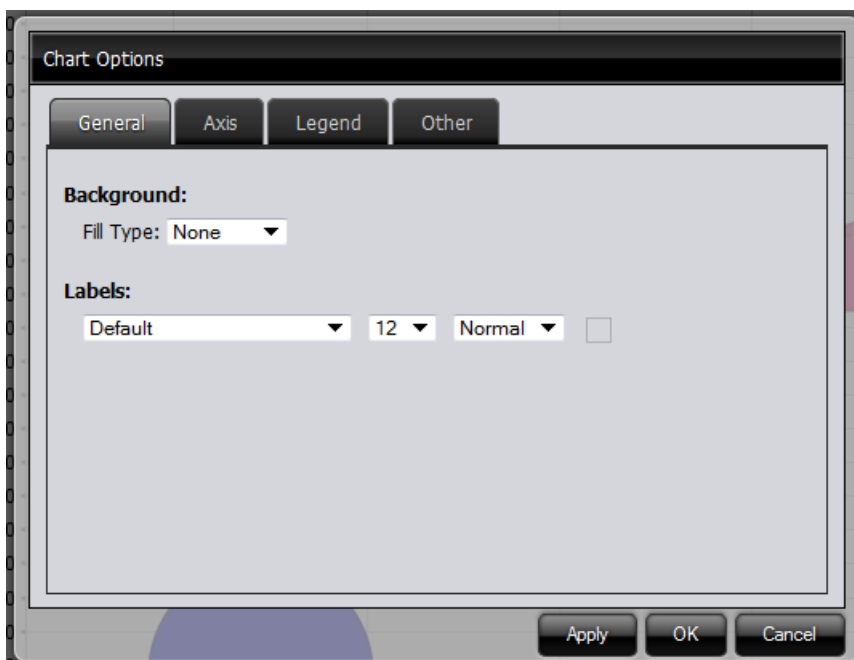 Chart Options
General Axis Legend Other
Background:
Fill Type: None
Labels:
Default 12 Normal
Apply OK Cancel